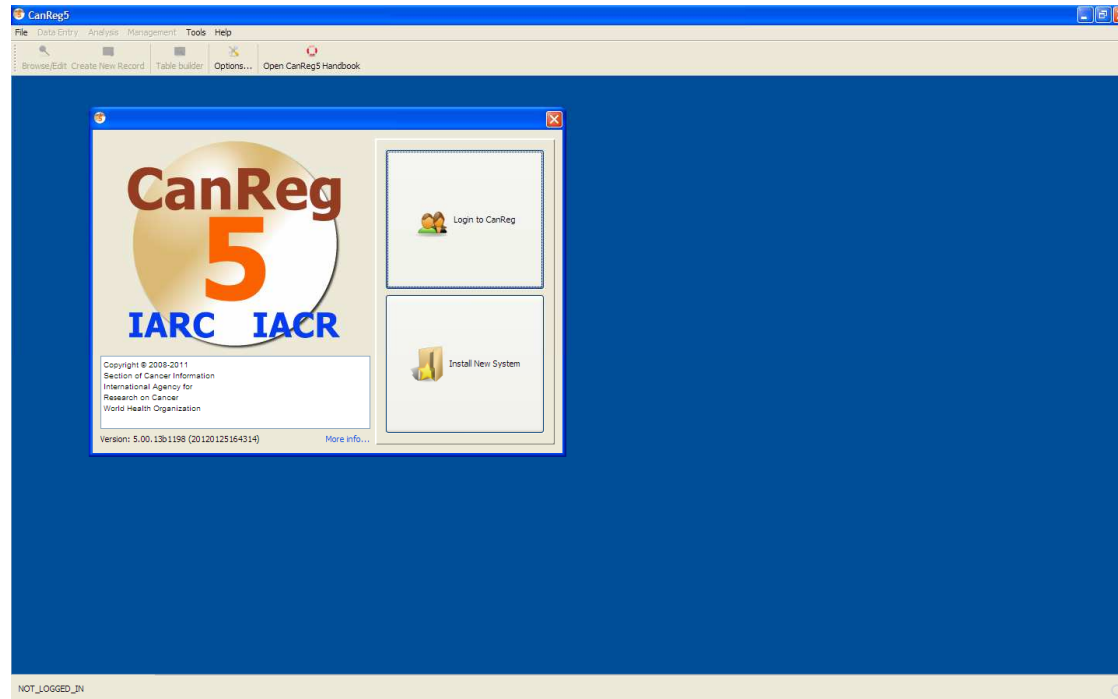 CanReg5
File Data Entry Analysis Management Tools Help
Browse/Edit Create New Record Table builder Options... Open CanReg5 Handbook
5
CanReg
5
IARC IACR
Login to CanReg
Install New System
Copyright © 2008-2011
Section of Cancer Information
International Agency for
Research on Cancer
World Health Organization
Version: 5.00.13b1198 (20120125164314) More info...
NOT_LOGGED_IN